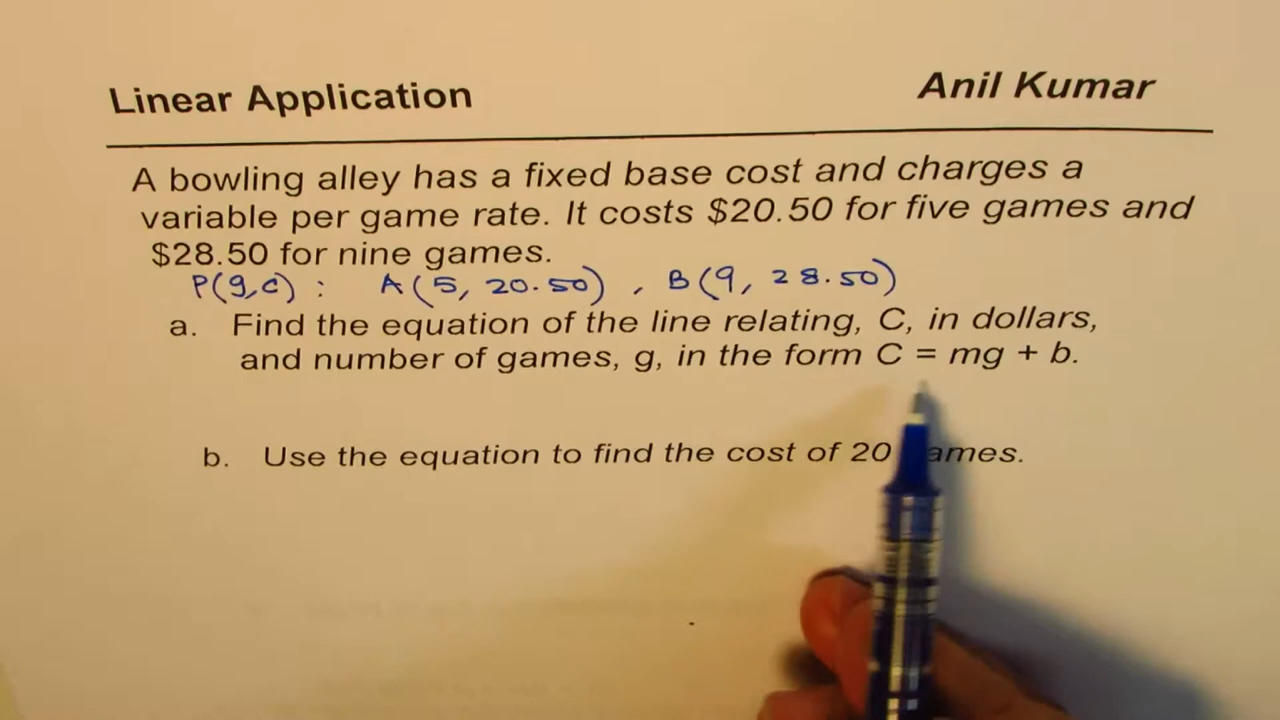 Linear Application
Anil Kumar
A bowling alley has a fixed base cost and charges a
variable per game rate. It costs $20.50 for five games and
$28.50 for nine games.
P(g,c) : A(5, 20.50) , B(9, 28.50)
a. Find the equation of the line relating, C, in dollars,
and number of games, g, in the form C = mg + b.
b. Use the equation to find the cost of 20 ames.